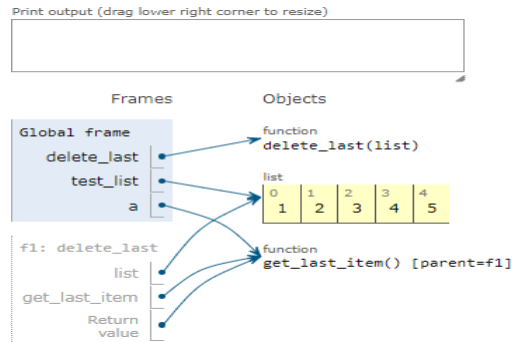 Print output (drag lower right corner to resize)
Frames
Objects
Global frame
delete_last
test_list
a
function
delete_last(list)
list
0 1 2 3 4
1 2 3 4 5
function
get_last_item() [parent=f1]
f1: delete_last
list
get_last_item
Return
value